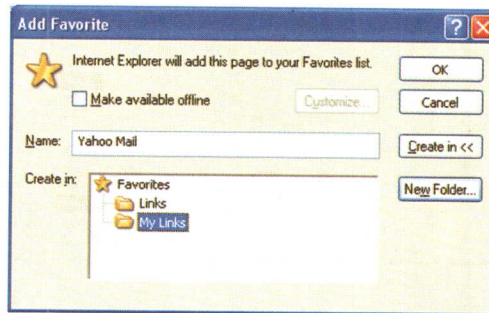 Add Favorite
Internet Explorer will add this page to your Favorites list.
OK
Make available offline
Customize...
Cancel
Name: Yahoo Mail
Create in <<
Create in:
Favorites
Links
My Links
New Folder...